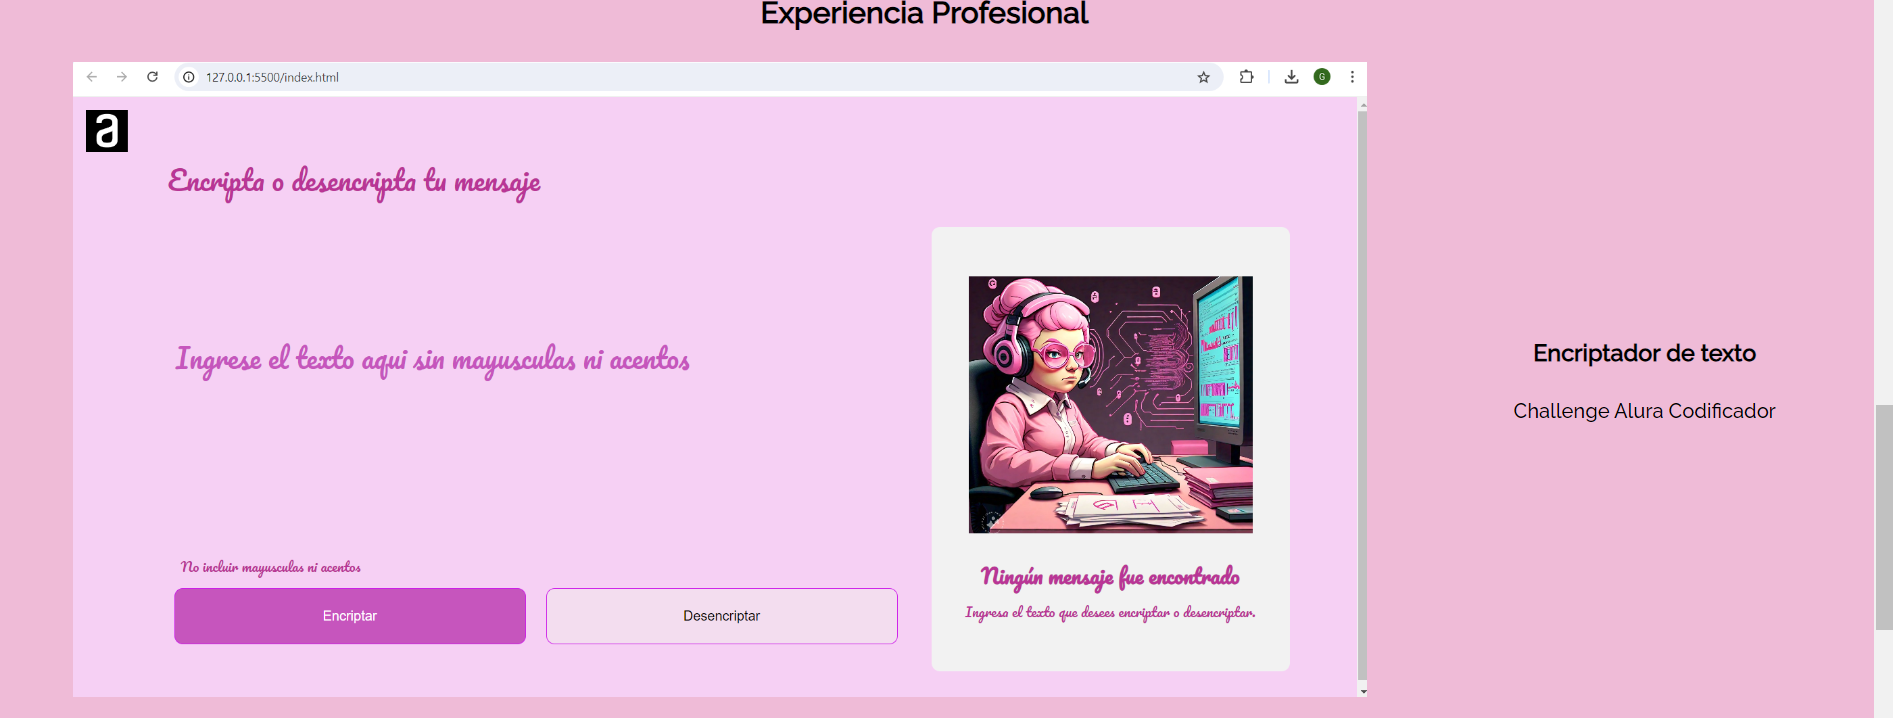 Experiencia Profesional
127.0.0.1:5500/index.html
G
a
Encripta o desencripta tu mensaje
Ingrese el texto aqui sin mayusculas ni acentos
No incluir mayusculas ni acentos
Encriptar
Desencriptar
Ningún mensaje fue encontrado
Ingresa el texto que desees encriptar o desencriptar.
Encriptador de texto
Challenge Alura Codificador